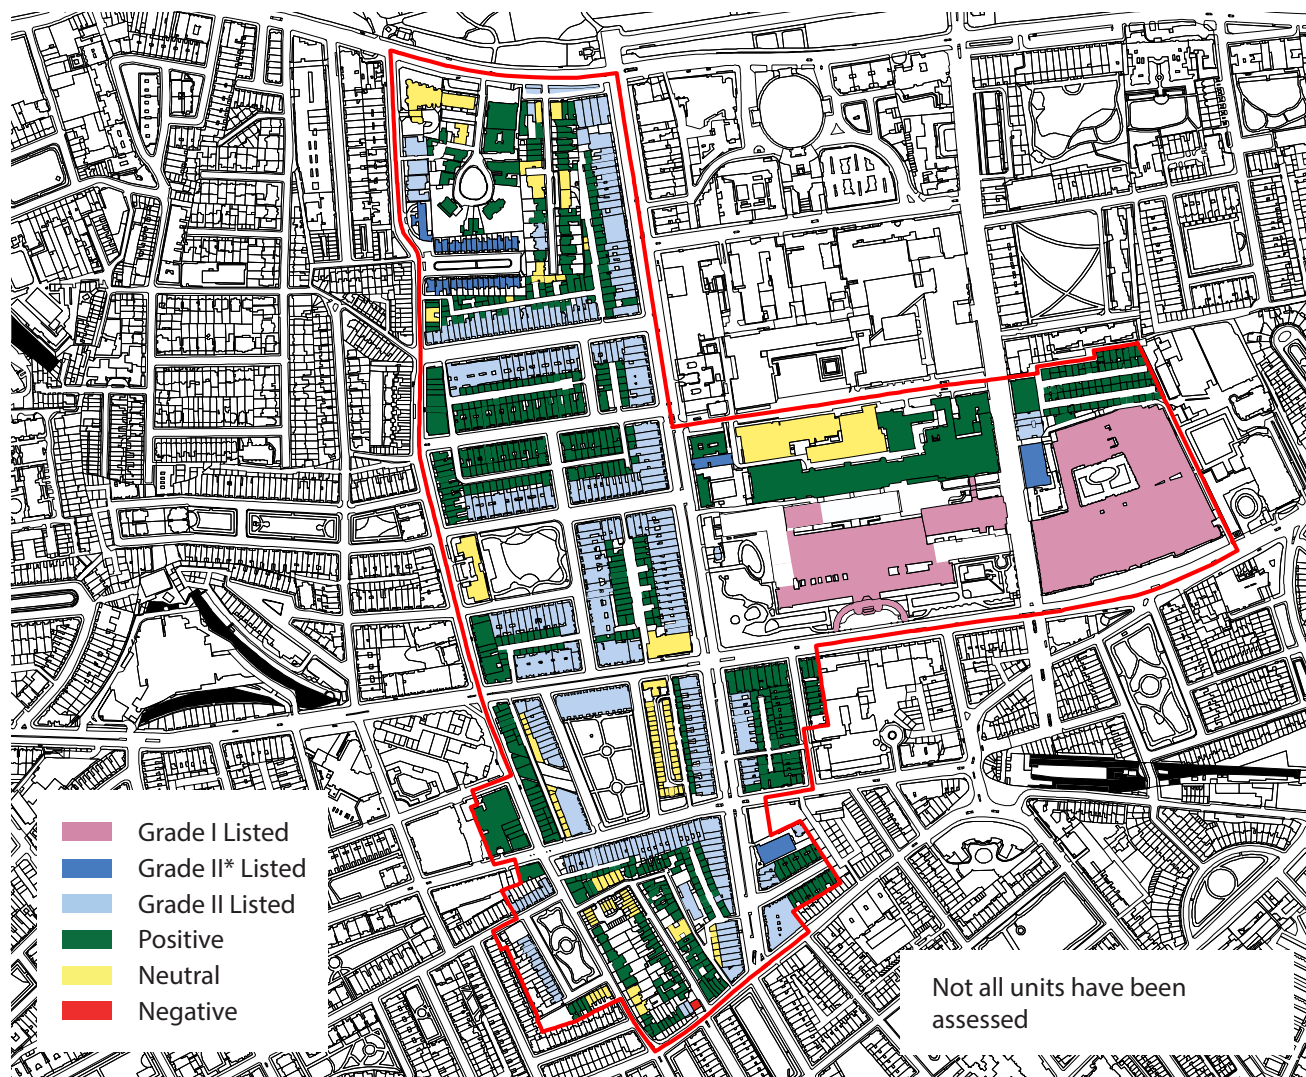 Grade I Listed
Grade II* Listed
Grade II Listed
Positive
Neutral
Negative
Not all units have been
assessed